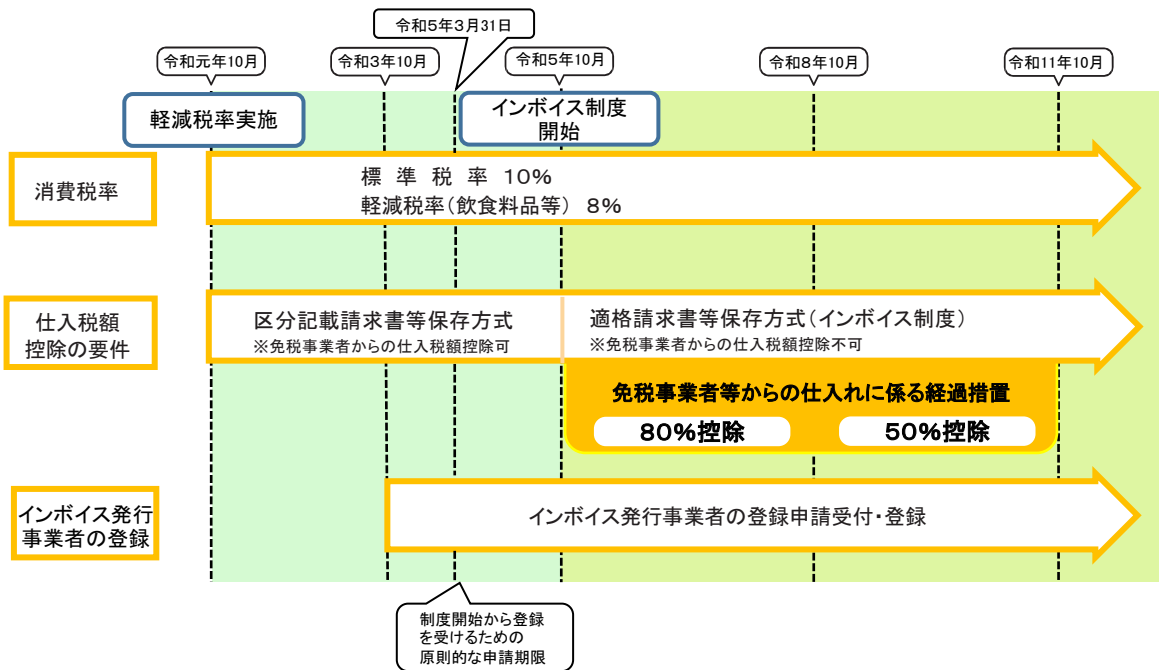 令和5年3月31日
令和元年10月
令和3年10月
令和5年10月
令和8年10月
令和11年10月
軽減税率実施
インボイス制度
開始
消費税率
標 準 税 率 10%
軽減税率(飲食料品等) 8%
仕入税額
控除の要件
区分記載請求書等保存方式
※免税事業者からの仕入税額控除可
適格請求書等保存方式(インボイス制度)
※免税事業者からの仕入税額控除不可
免税事業者等からの仕入れに係る経過措置
80%控除
50%控除
インボイス発行
事業者の登録
インボイス発行事業者の登録申請受付・登録
制度開始から登録
を受けるための
原則的な申請期限